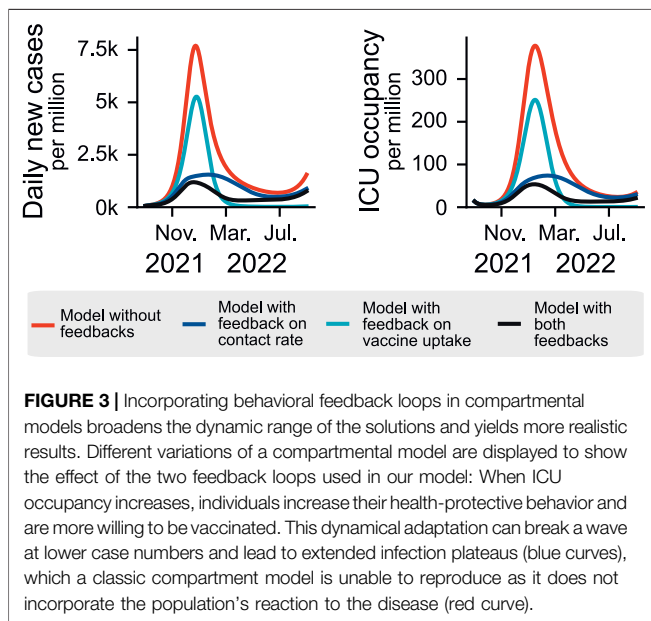 Daily new cases
per million
7.5k
5k
2.5k
0k
Nov.
Mar.
Jul.
2021
2022
ICU occupancy
per million
300
200
100
0
Nov.
Mar.
Jul.
2021
2022
Model without
feedbacks
Model with
feedback on
contact rate
Model with
feedback on
vaccine uptake
Model with
both
feedbacks
FIGURE 3 | Incorporating behavioral feedback loops in compartmental
models broadens the dynamic range of the solutions and yields more realistic
results. Different variations of a compartmental model are displayed to show
the effect of the two feedback loops used in our model: When ICU
occupancy increases, individuals increase their health-protective behavior and
are more willing to be vaccinated. This dynamical adaptation can break a wave
at lower case numbers and lead to extended infection plateaus (blue curves),
which a classic compartment model is unable to reproduce as it does not
incorporate the population's reaction to the disease (red curve).